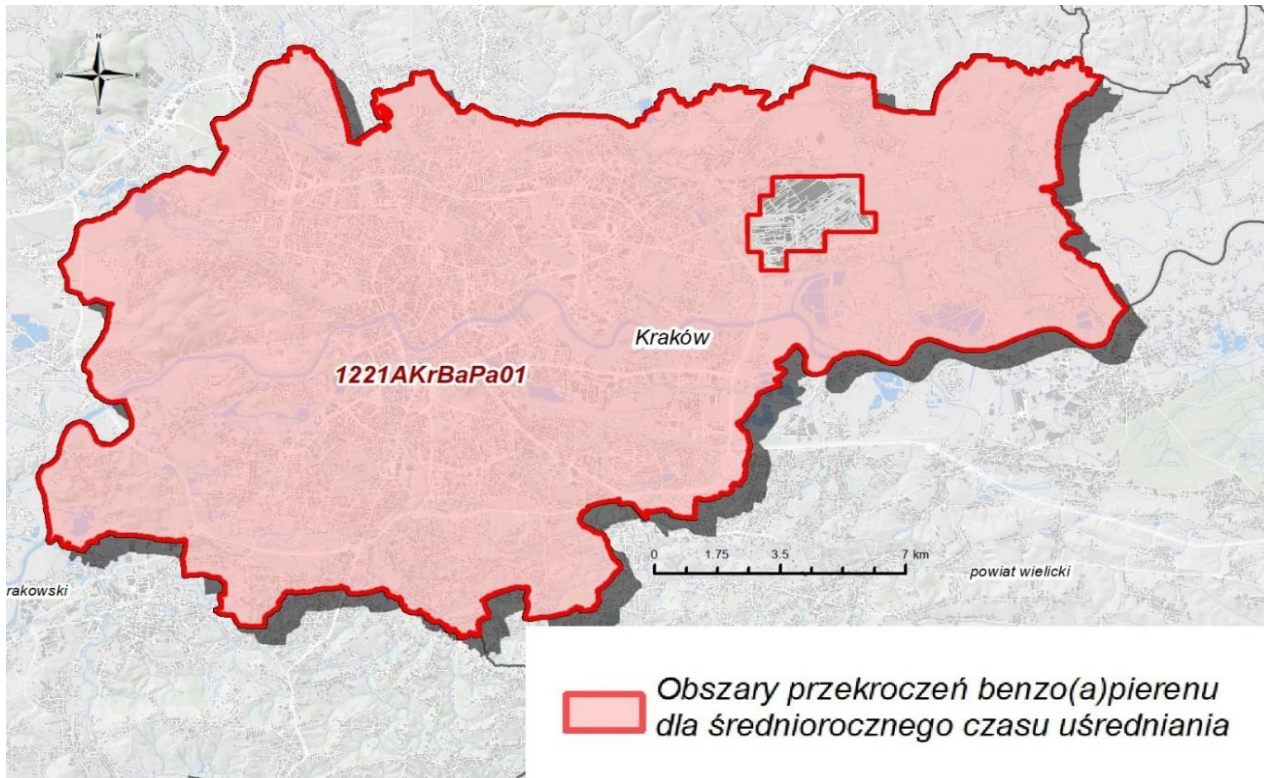 N
W E
S
Kraków
1221AKrBaPa01
0 1.75 3.5 7 km
powiat wielicki
rakowski
Obszary przekroczeń benzo(a)pierenu
dla średniorocznego czasu uśredniania